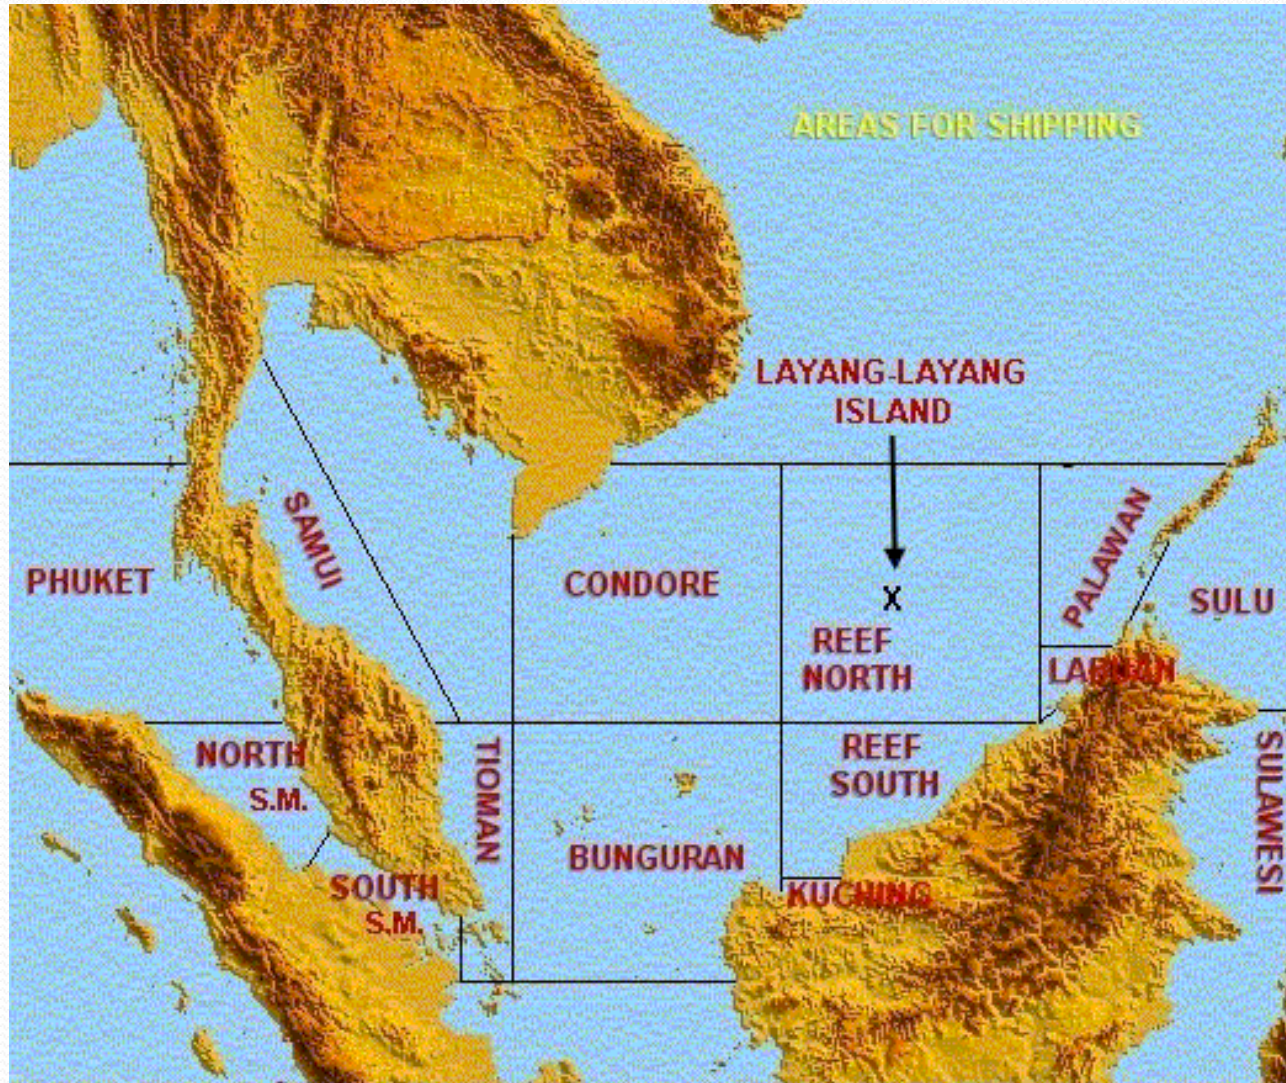 AREAS FOR SHIPPING
LAYANG-LAYANG
ISLAND
SAMUI
PALAWAN
PHUKET
CONDORE
X
SULU
REEF
NORTH
LABUAN
NORTH
S.M.
TIOMAN
REEF
SOUTH
SULAWESI
BUNGURAN
SOUTH
S.M.
KUCHING